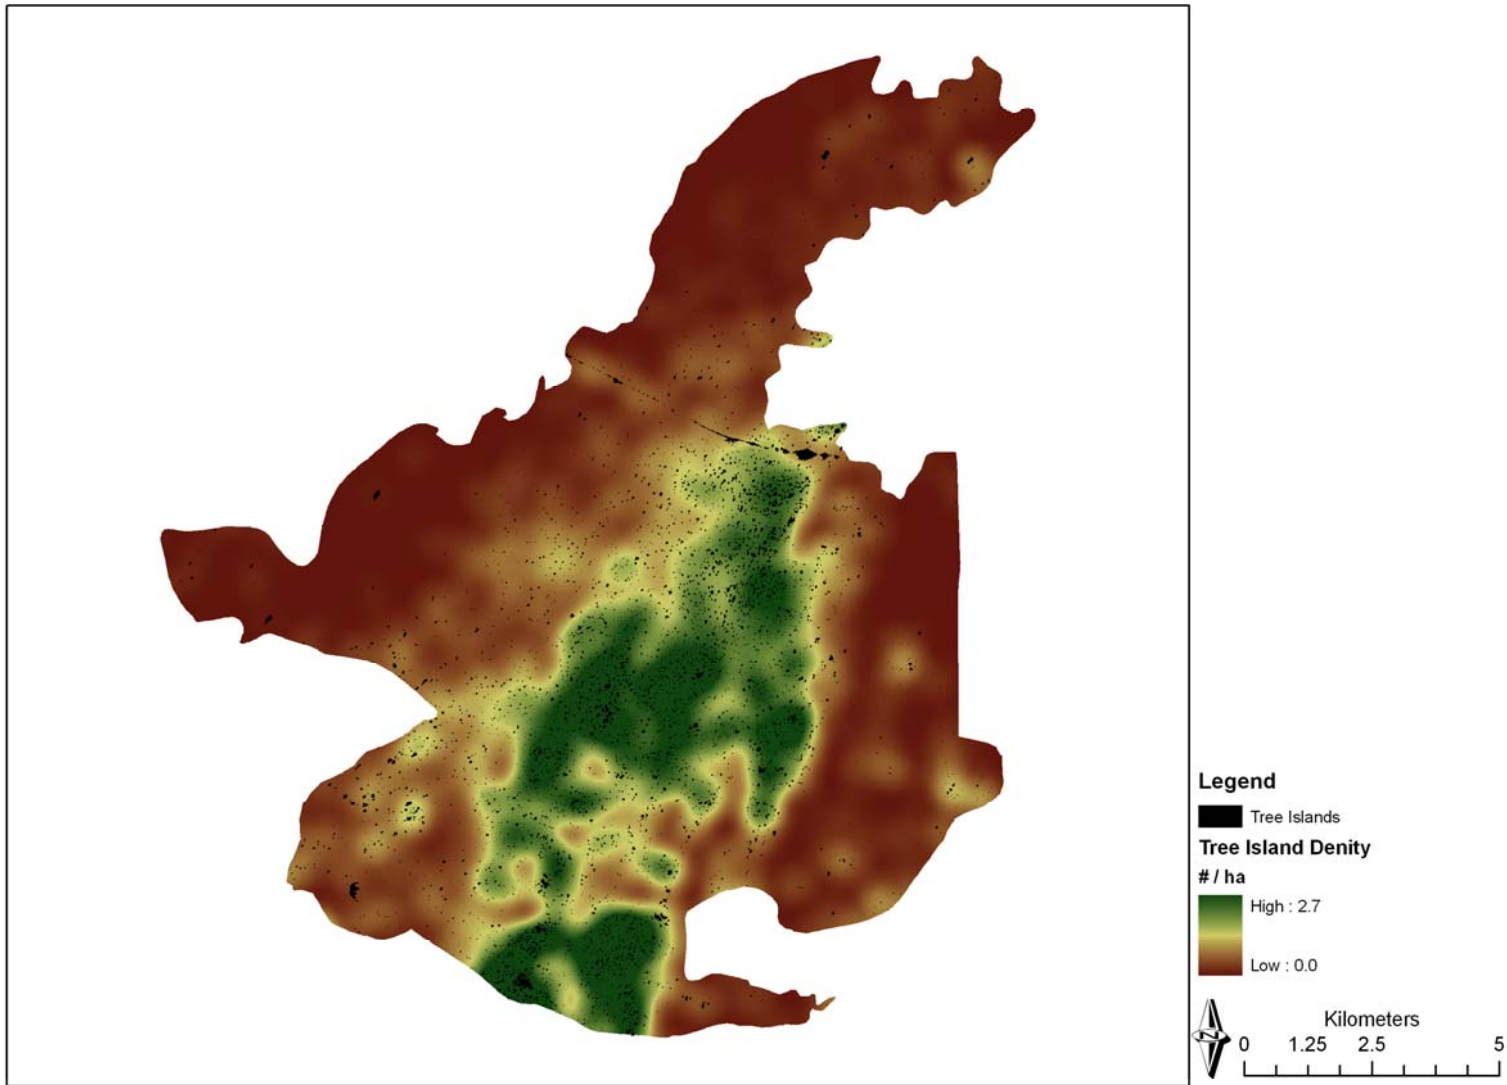 Legend
Tree Islands
Tree Island Denity
# / ha
High : 2.7
Low : 0.0
N
Kilometers
0 1.25 2.5 5